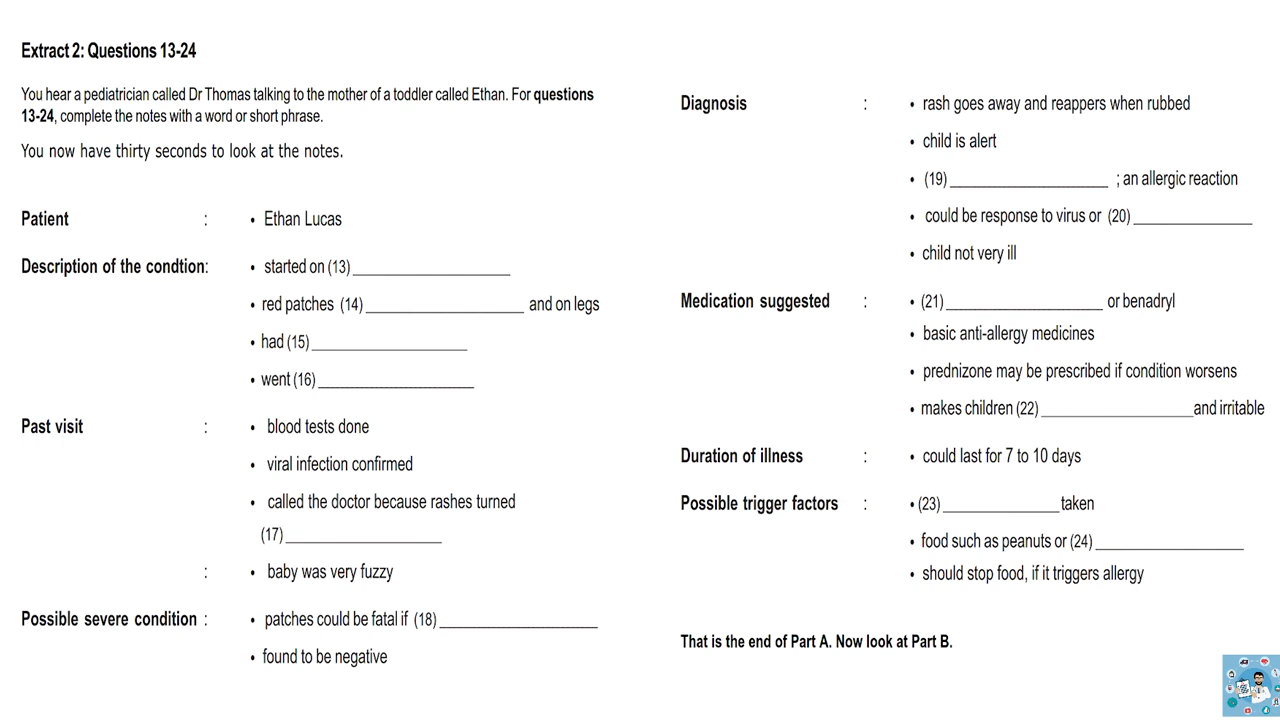 Extract 2: Questions 13-24
You hear a pediatrician called Dr Thomas talking to the mother of a toddler called Ethan. For questions
13-24, complete the notes with a word or short phrase.
You now have thirty seconds to look at the notes.
Patient : • Ethan Lucas
Description of the condtion: • started on (13) ____________________
• red patches (14) ____________________ and on legs
• had (15) ____________________
• went (16) ____________________
Past visit : • blood tests done
• viral infection confirmed
• called the doctor because rashes turned
(17) ____________________
: • baby was very fuzzy
Possible severe condition : • patches could be fatal if (18) ____________________
• found to be negative
Diagnosis : • rash goes away and reappers when rubbed
• child is alert
• (19) ____________________ ; an allergic reaction
• could be response to virus or (20) ____________________
• child not very ill
Medication suggested : • (21) ____________________ or benadryl
• basic anti-allergy medicines
• prednizone may be prescribed if condition worsens
• makes children (22) ____________________ and irritable
Duration of illness : • could last for 7 to 10 days
Possible trigger factors : • (23) ____________________ taken
• food such as peanuts or (24) ____________________
• should stop food, if it triggers allergy
That is the end of Part A. Now look at Part B.